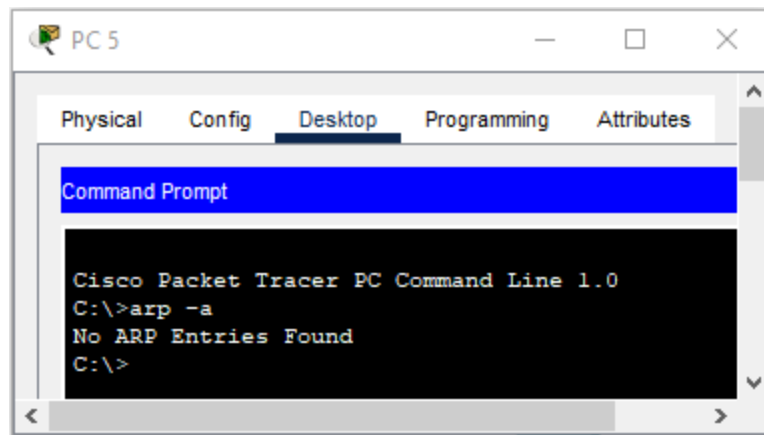 PC 5
Physical Config Desktop Programming Attributes
Command Prompt
Cisco Packet Tracer PC Command Line 1.0
C:\>arp -a
No ARP Entries Found
C:\>